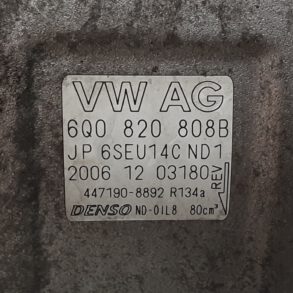 VW AG
6Q0 820 808B
JP 6SEU14C ND1
2006 12 03180 REV
447190-8892 R134a
DENSO ND-OIL8 80cm³